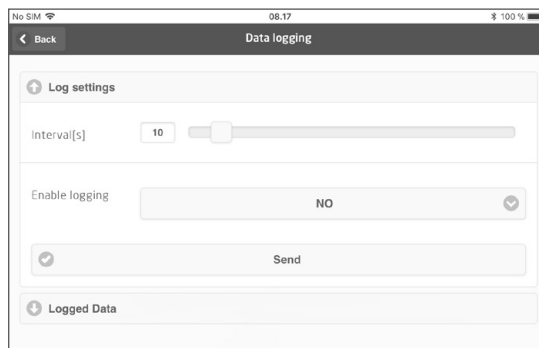 No SIM 08.17 100 %
Back Data logging
Log settings
Interval[s] 10
Enable logging NO
Send
Logged Data